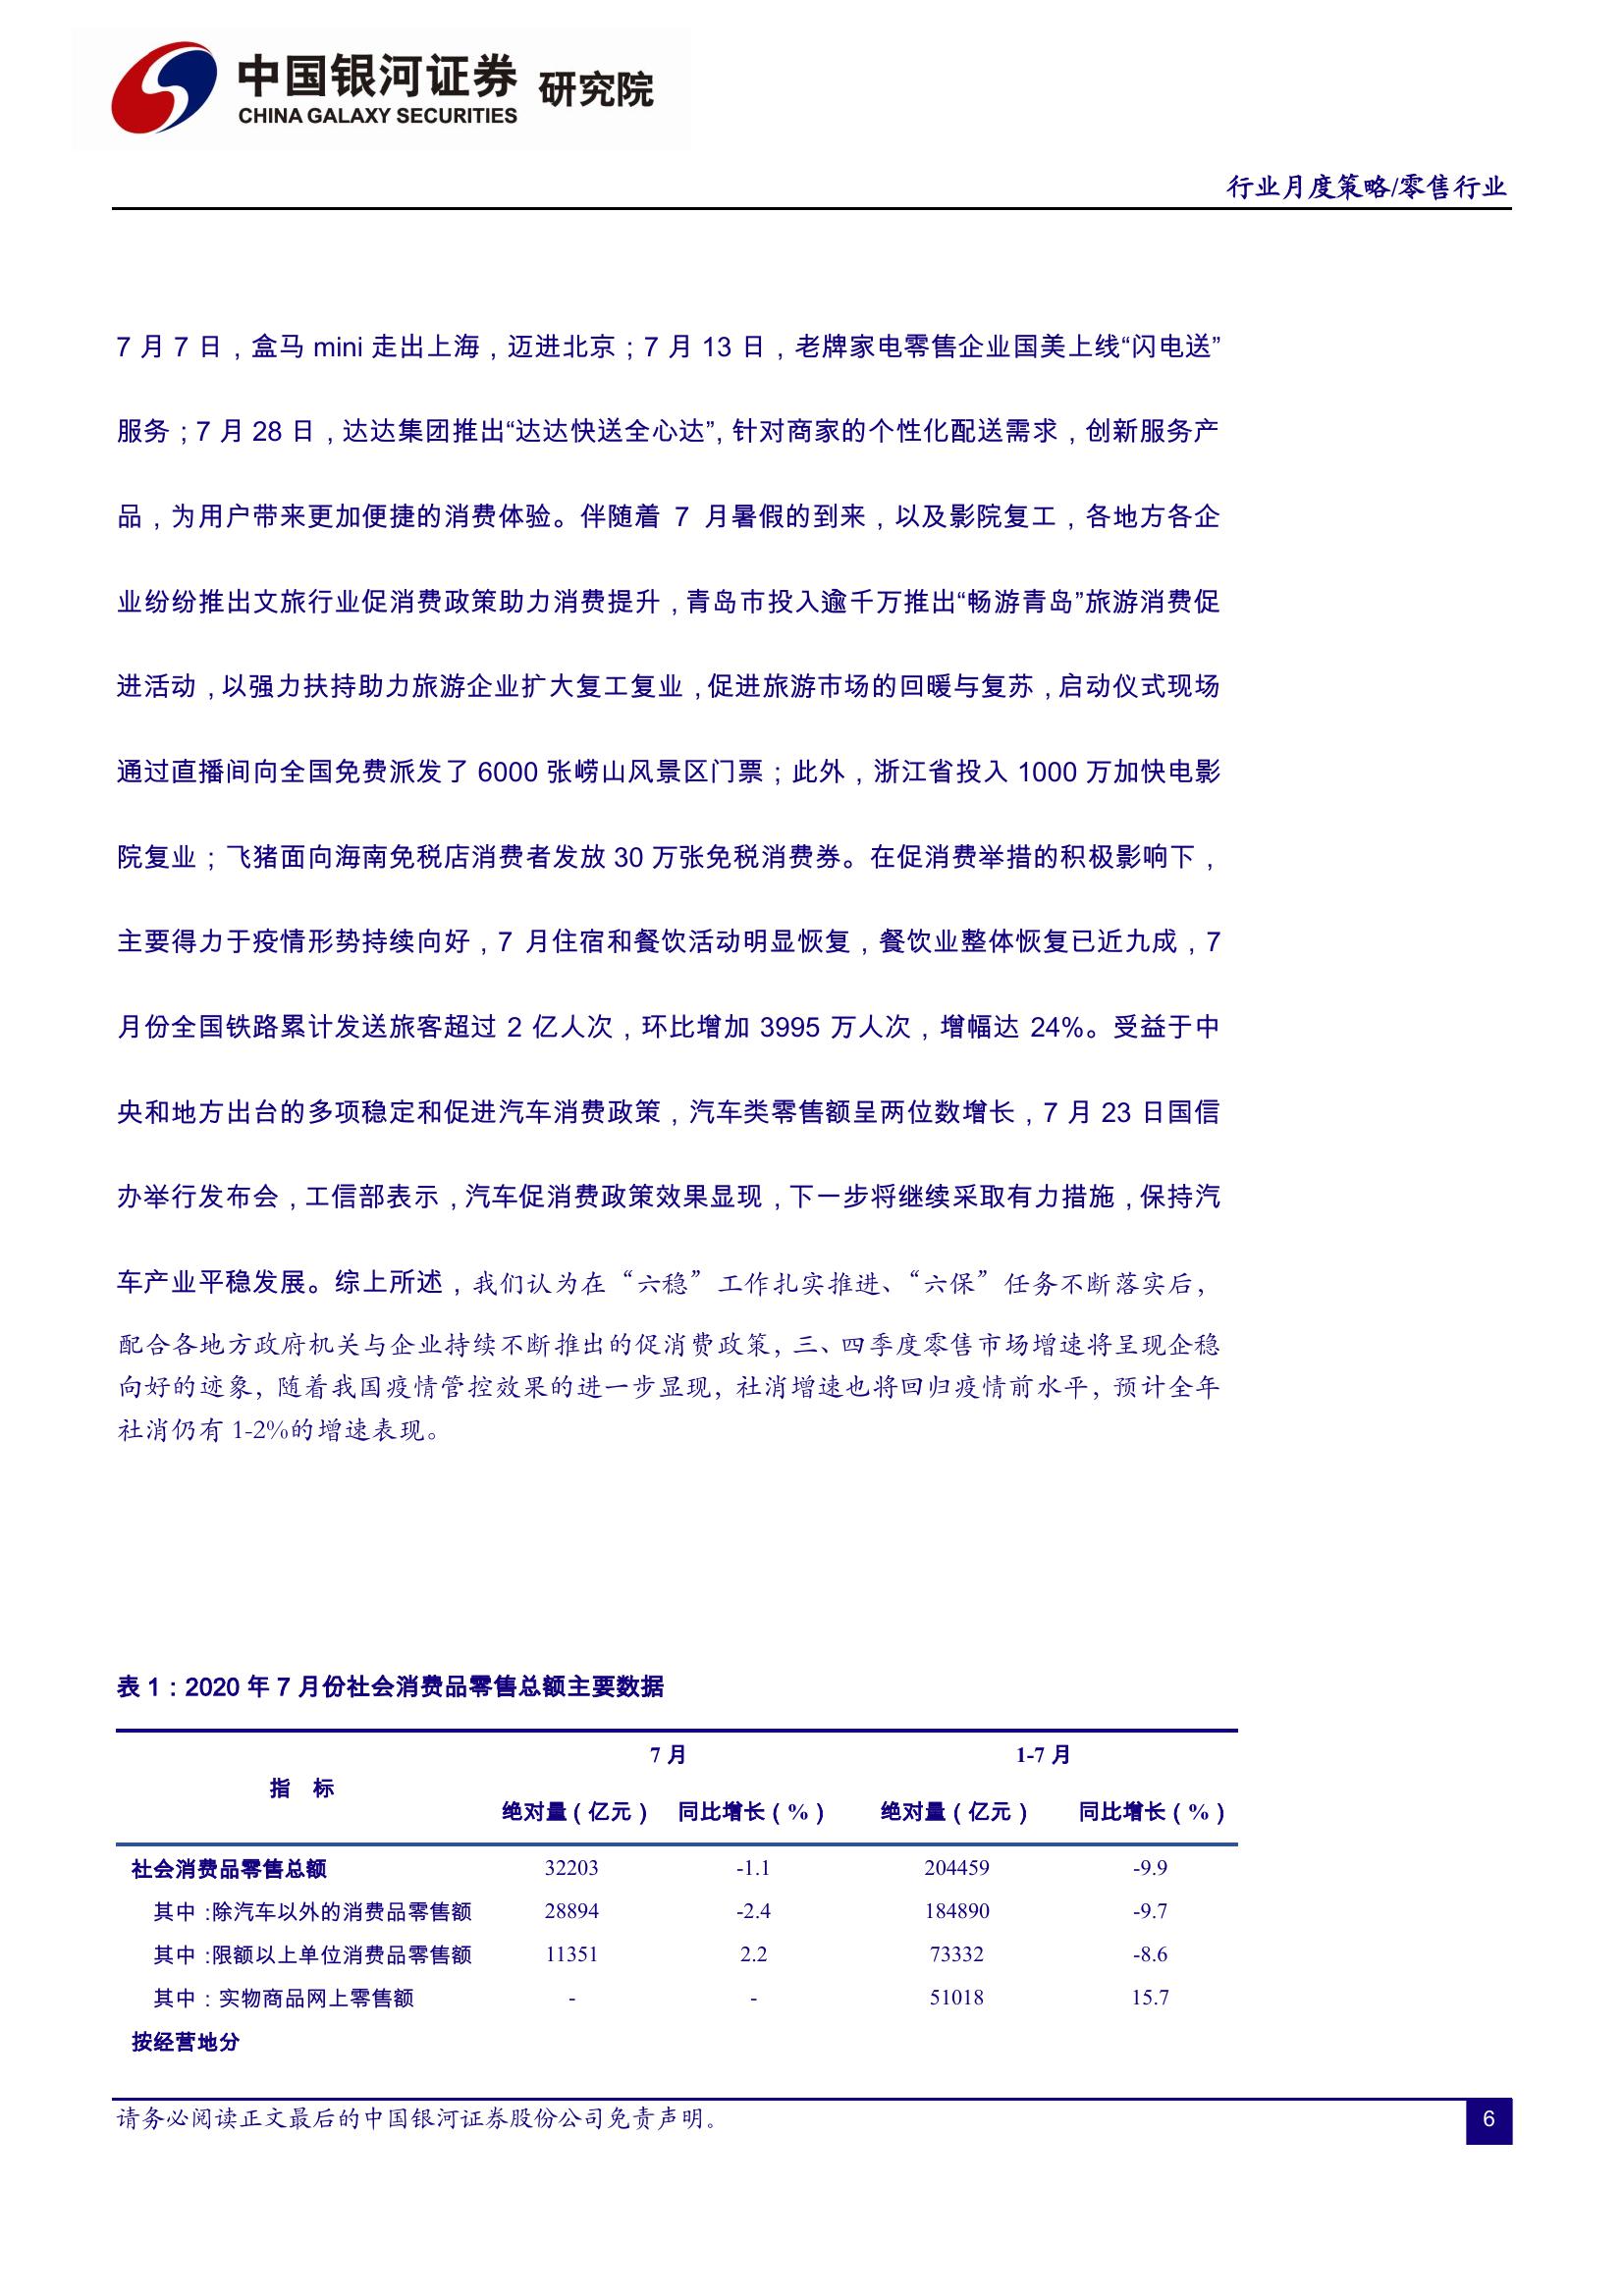 中国银河证券 研究院
CHINA GALAXY SECURITIES
行业月度策略/零售行业
7 月 7 日，盒马 mini 走出上海，迈进北京；7 月 13 日，老牌家电零售企业国美上线“闪电送”
服务；7 月 28 日，达达集团推出“达达快送全心达”，针对商家的个性化配送需求，创新服务产
品，为用户带来更加便捷的消费体验。伴随着 7 月暑假的到来，以及影院复工，各地方各企
业纷纷推出文旅行业促消费政策助力消费提升，青岛市投入逾千万推出“畅游青岛”旅游消费促
进活动，以强力扶持助力旅游企业扩大复工复业，促进旅游市场的回暖与复苏，启动仪式现场
通过直播间向全国免费派发了 6000 张崂山风景区门票；此外，浙江省投入 1000 万加快电影
院复业；飞猪面向海南免税店消费者发放 30 万张免税消费券。在促消费举措的积极影响下，
主要得力于疫情形势持续向好，7 月住宿和餐饮活动明显恢复，餐饮业整体恢复已近九成，7
月份全国铁路累计发送旅客超过 2 亿人次，环比增加 3995 万人次，增幅达 24%。受益于中
央和地方出台的多项稳定和促进汽车消费政策，汽车类零售额呈两位数增长，7 月 23 日国信
办举行发布会，工信部表示，汽车促消费政策效果显现，下一步将继续采取有力措施，保持汽
车产业平稳发展。综上所述，我们认为在“六稳”工作扎实推进、“六保”任务不断落实后，
配合各地方政府机关与企业持续不断推出的促消费政策，三、四季度零售市场增速将呈现企稳
向好的迹象，随着我国疫情管控效果的进一步显现，社消增速也将回归疫情前水平，预计全年
社消仍有 1-2%的增速表现。
表 1：2020 年 7 月份社会消费品零售总额主要数据
指 标 7 月 1-7 月
绝对量（亿元） 同比增长（%） 绝对量（亿元） 同比增长（%）
社会消费品零售总额 32203 -1.1 204459 -9.9
其中：除汽车以外的消费品零售额 28894 -2.4 184890 -9.7
其中：限额以上单位消费品零售额 11351 2.2 73332 -8.6
其中：实物商品网上零售额 - - 51018 15.7
按经营地分
请务必阅读正文最后的中国银河证券股份公司免责声明。 6